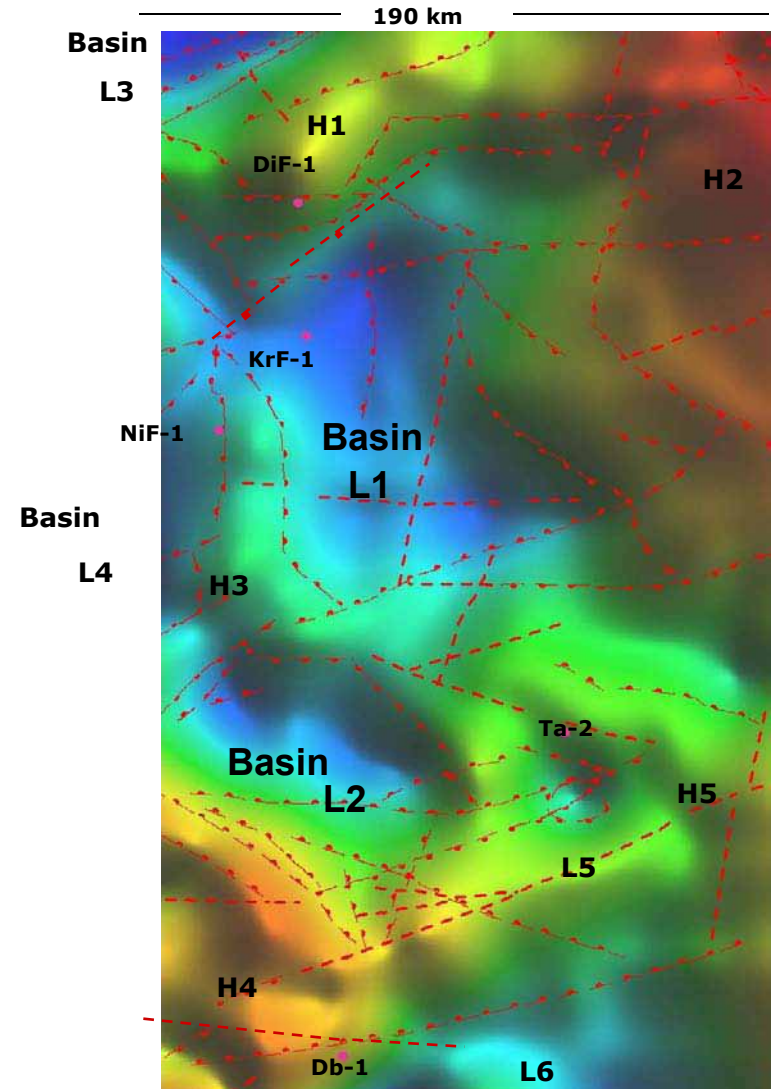 190 km
Basin
L3
H1
DiF-1
H2
KrF-1
NiF-1
Basin
L1
Basin
L4
H3
Ta-2
Basin
L2
H5
L5
H4
Db-1
L6